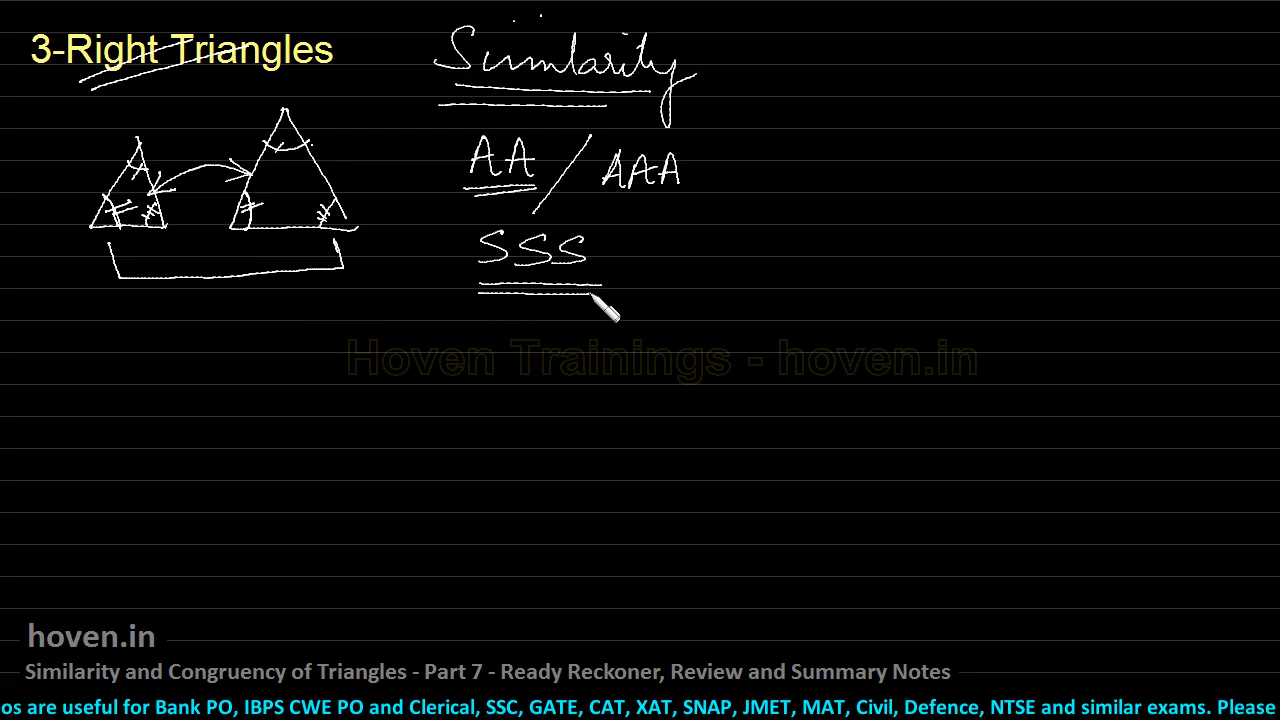 3-Right Triangles
Similarity
AA / AAA
SSS
Hoven Trainings - hoven.in
hoven.in
Similarity and Congruency of Triangles - Part 7 - Ready Reckoner, Review and Summary Notes
os are useful for Bank PO, IBPS CWE PO and Clerical, SSC, GATE, CAT, XAT, SNAP, JMET, MAT, Civil, Defence, NTSE and similar exams. Please